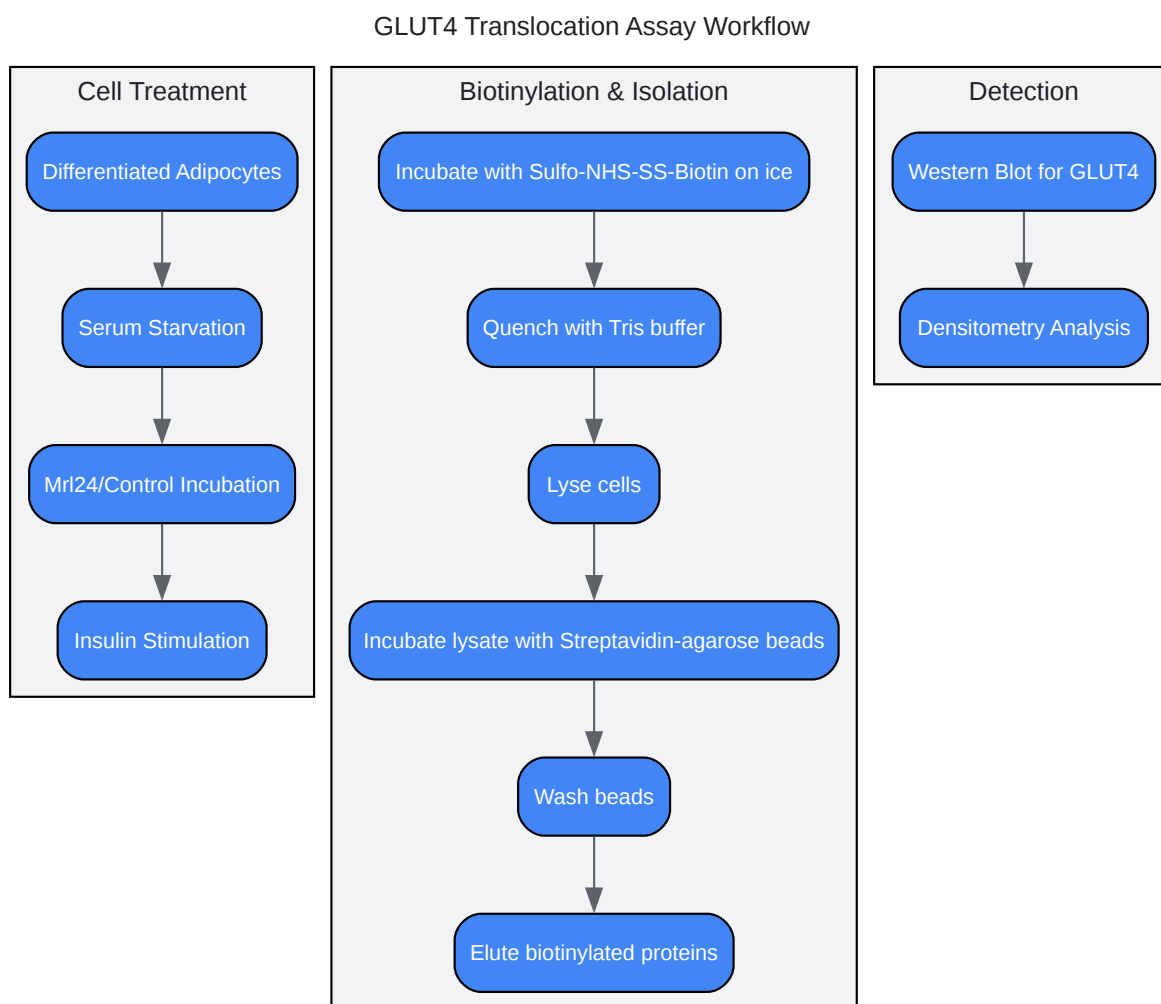 GLUT4 Translocation Assay Workflow
Cell Treatment
Differentiated Adipocytes
Serum Starvation
Mrl24/Control Incubation
Insulin Stimulation
Biotinylation & Isolation
Incubate with Sulfo-NHS-SS-Biotin on ice
Quench with Tris buffer
Lyse cells
Incubate lysate with Streptavidin-agarose beads
Wash beads
Elute biotinylated proteins
Detection
Western Blot for GLUT4
Densitometry Analysis